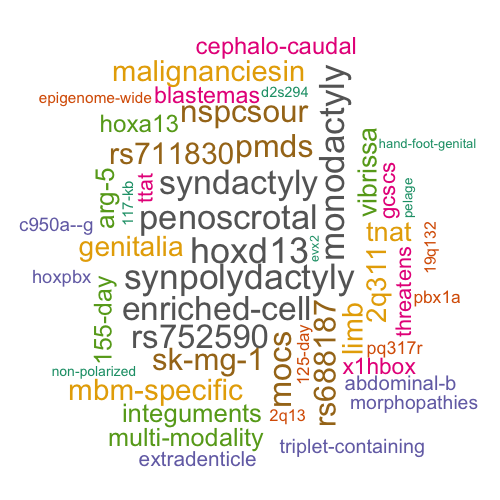 cephalo-caudal
malignanciesin
epigenome-wide
blastemas
d2s294
nspcsour
hoxa13
monodactyly
hand-foot-genital
rs711830
pmds
vibrissa
gcscs
pelage
arg-5
117-kb
ttat
syndactyly
c950a--g
penoscrotal
tnat
19q132
genitalia
hoxd13
evx2
2q311
threatens
hoxpbx
synpolydactyly
pbx1a
enriched-cell
155-day
rs752590
mocs
125-day
rs688187
limb
pq317r
non-polarized
sk-mg-1
x1hbox
mbm-specific
abdominal-b
integuments
2q13
morphopathies
multi-modality
triplet-containing
extradenticle